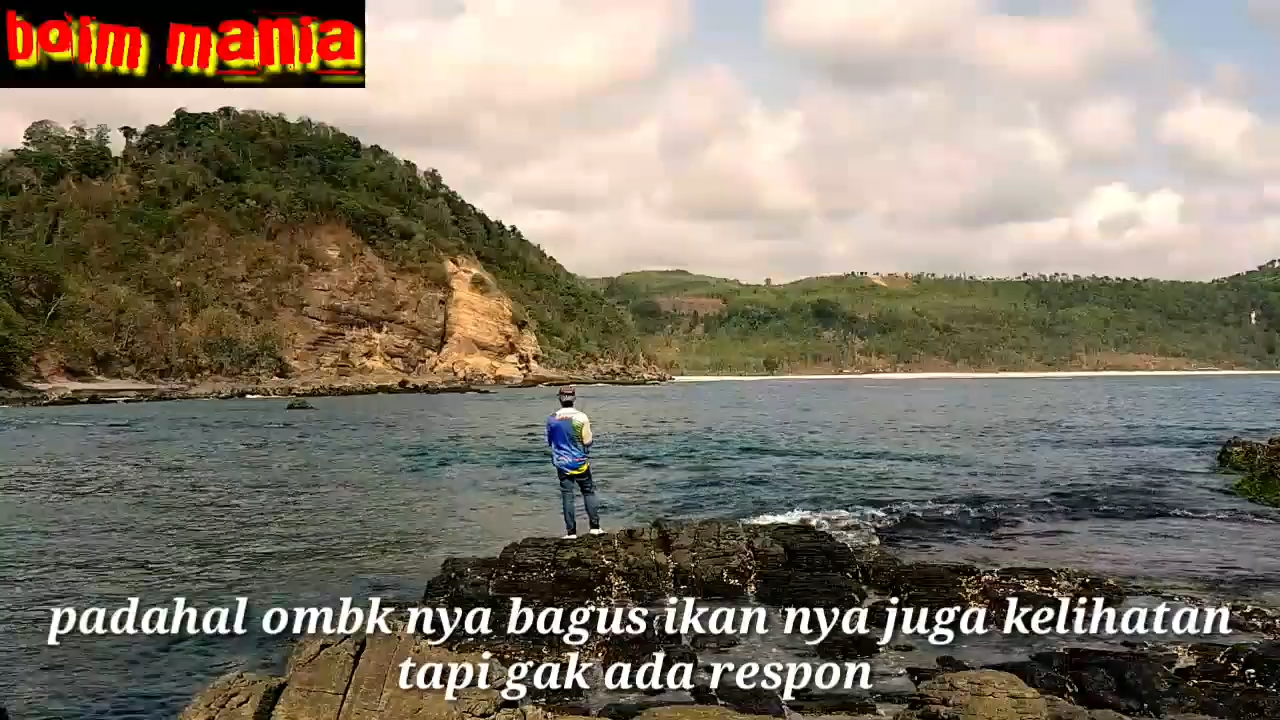 boim mania
padahal ombk nya bagus ikan nya juga kelihatan
tapi gak ada respon